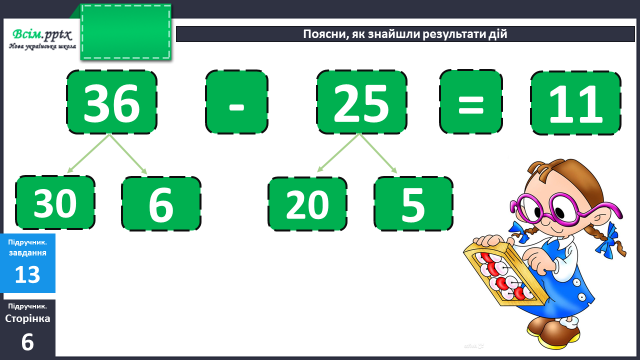 Всім.pptx
Нова українська школа
Поясни, як знайшли результати дій
36 - 25 = 11
30 6 20 5
Підручник.
завдання
13
Підручник.
Сторінка
6